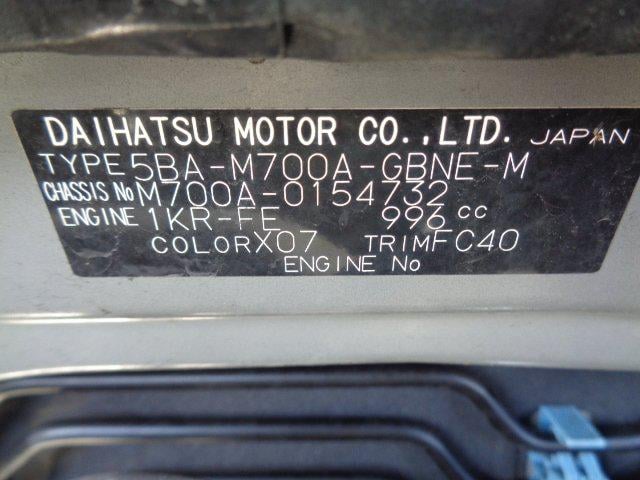 DAIHATSU MOTOR CO.,LTD. JAPAN
TYPE 5BA-M700A-GBNE-M
CHASSIS No M700A-0154732
ENGINE 1KR-FE 996 cc
COLOR X07 TRIM FC40
ENGINE No